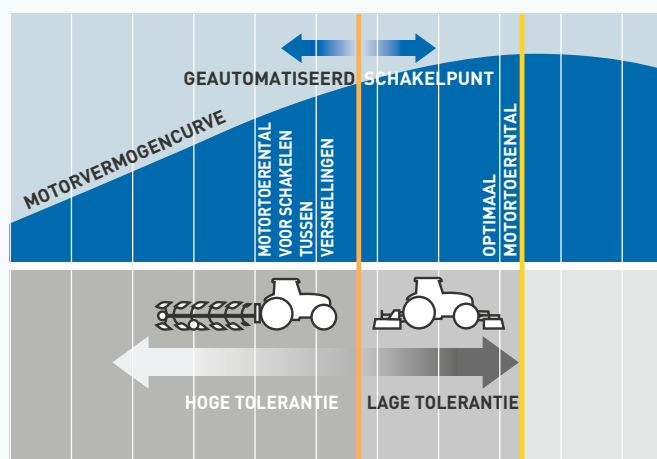 GEAUTOMATISEERD SCHAKELPUNT
MOTORVERMOGENCURVE
MOTORTOERENTAL
VOOR SCHAKELEN
TUSSEN
VERSNELLINGEN
OPTIMAAL
MOTORTOERENTAL
HOGE TOLERANTIE
LAGE TOLERANTIE